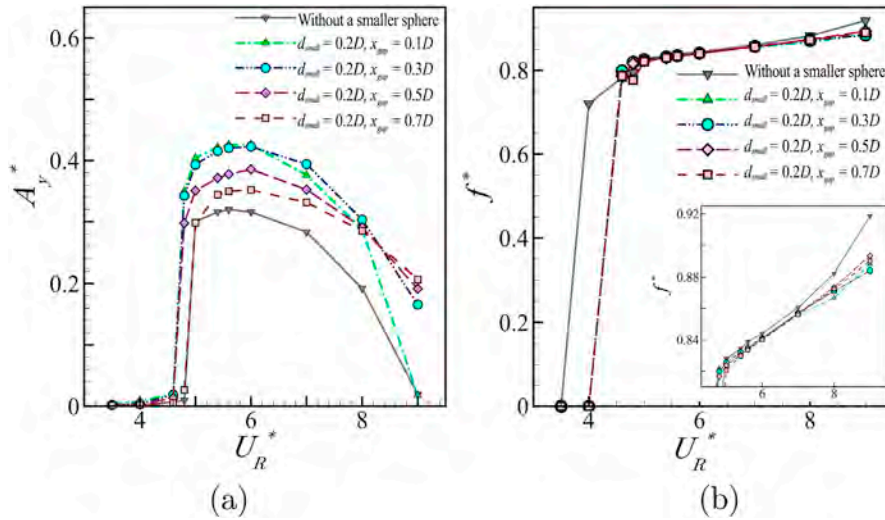 Without a smaller sphere
d_small = 0.2D, x_gap = 0.1D
d_small = 0.2D, x_gap = 0.3D
d_small = 0.2D, x_gap = 0.5D
d_small = 0.2D, x_gap = 0.7D
0.6
0.4
0.2
0
A_y^*
4
6
8
U_R^*
(a)
0.8
0.6
0.4
0.2
0
f^*
Without a smaller sphere
d_small = 0.2D, x_gap = 0.1D
d_small = 0.2D, x_gap = 0.3D
d_small = 0.2D, x_gap = 0.5D
d_small = 0.2D, x_gap = 0.7D
0.92
0.88
0.84
f^*
6
8
4
6
8
U_R^*
(b)